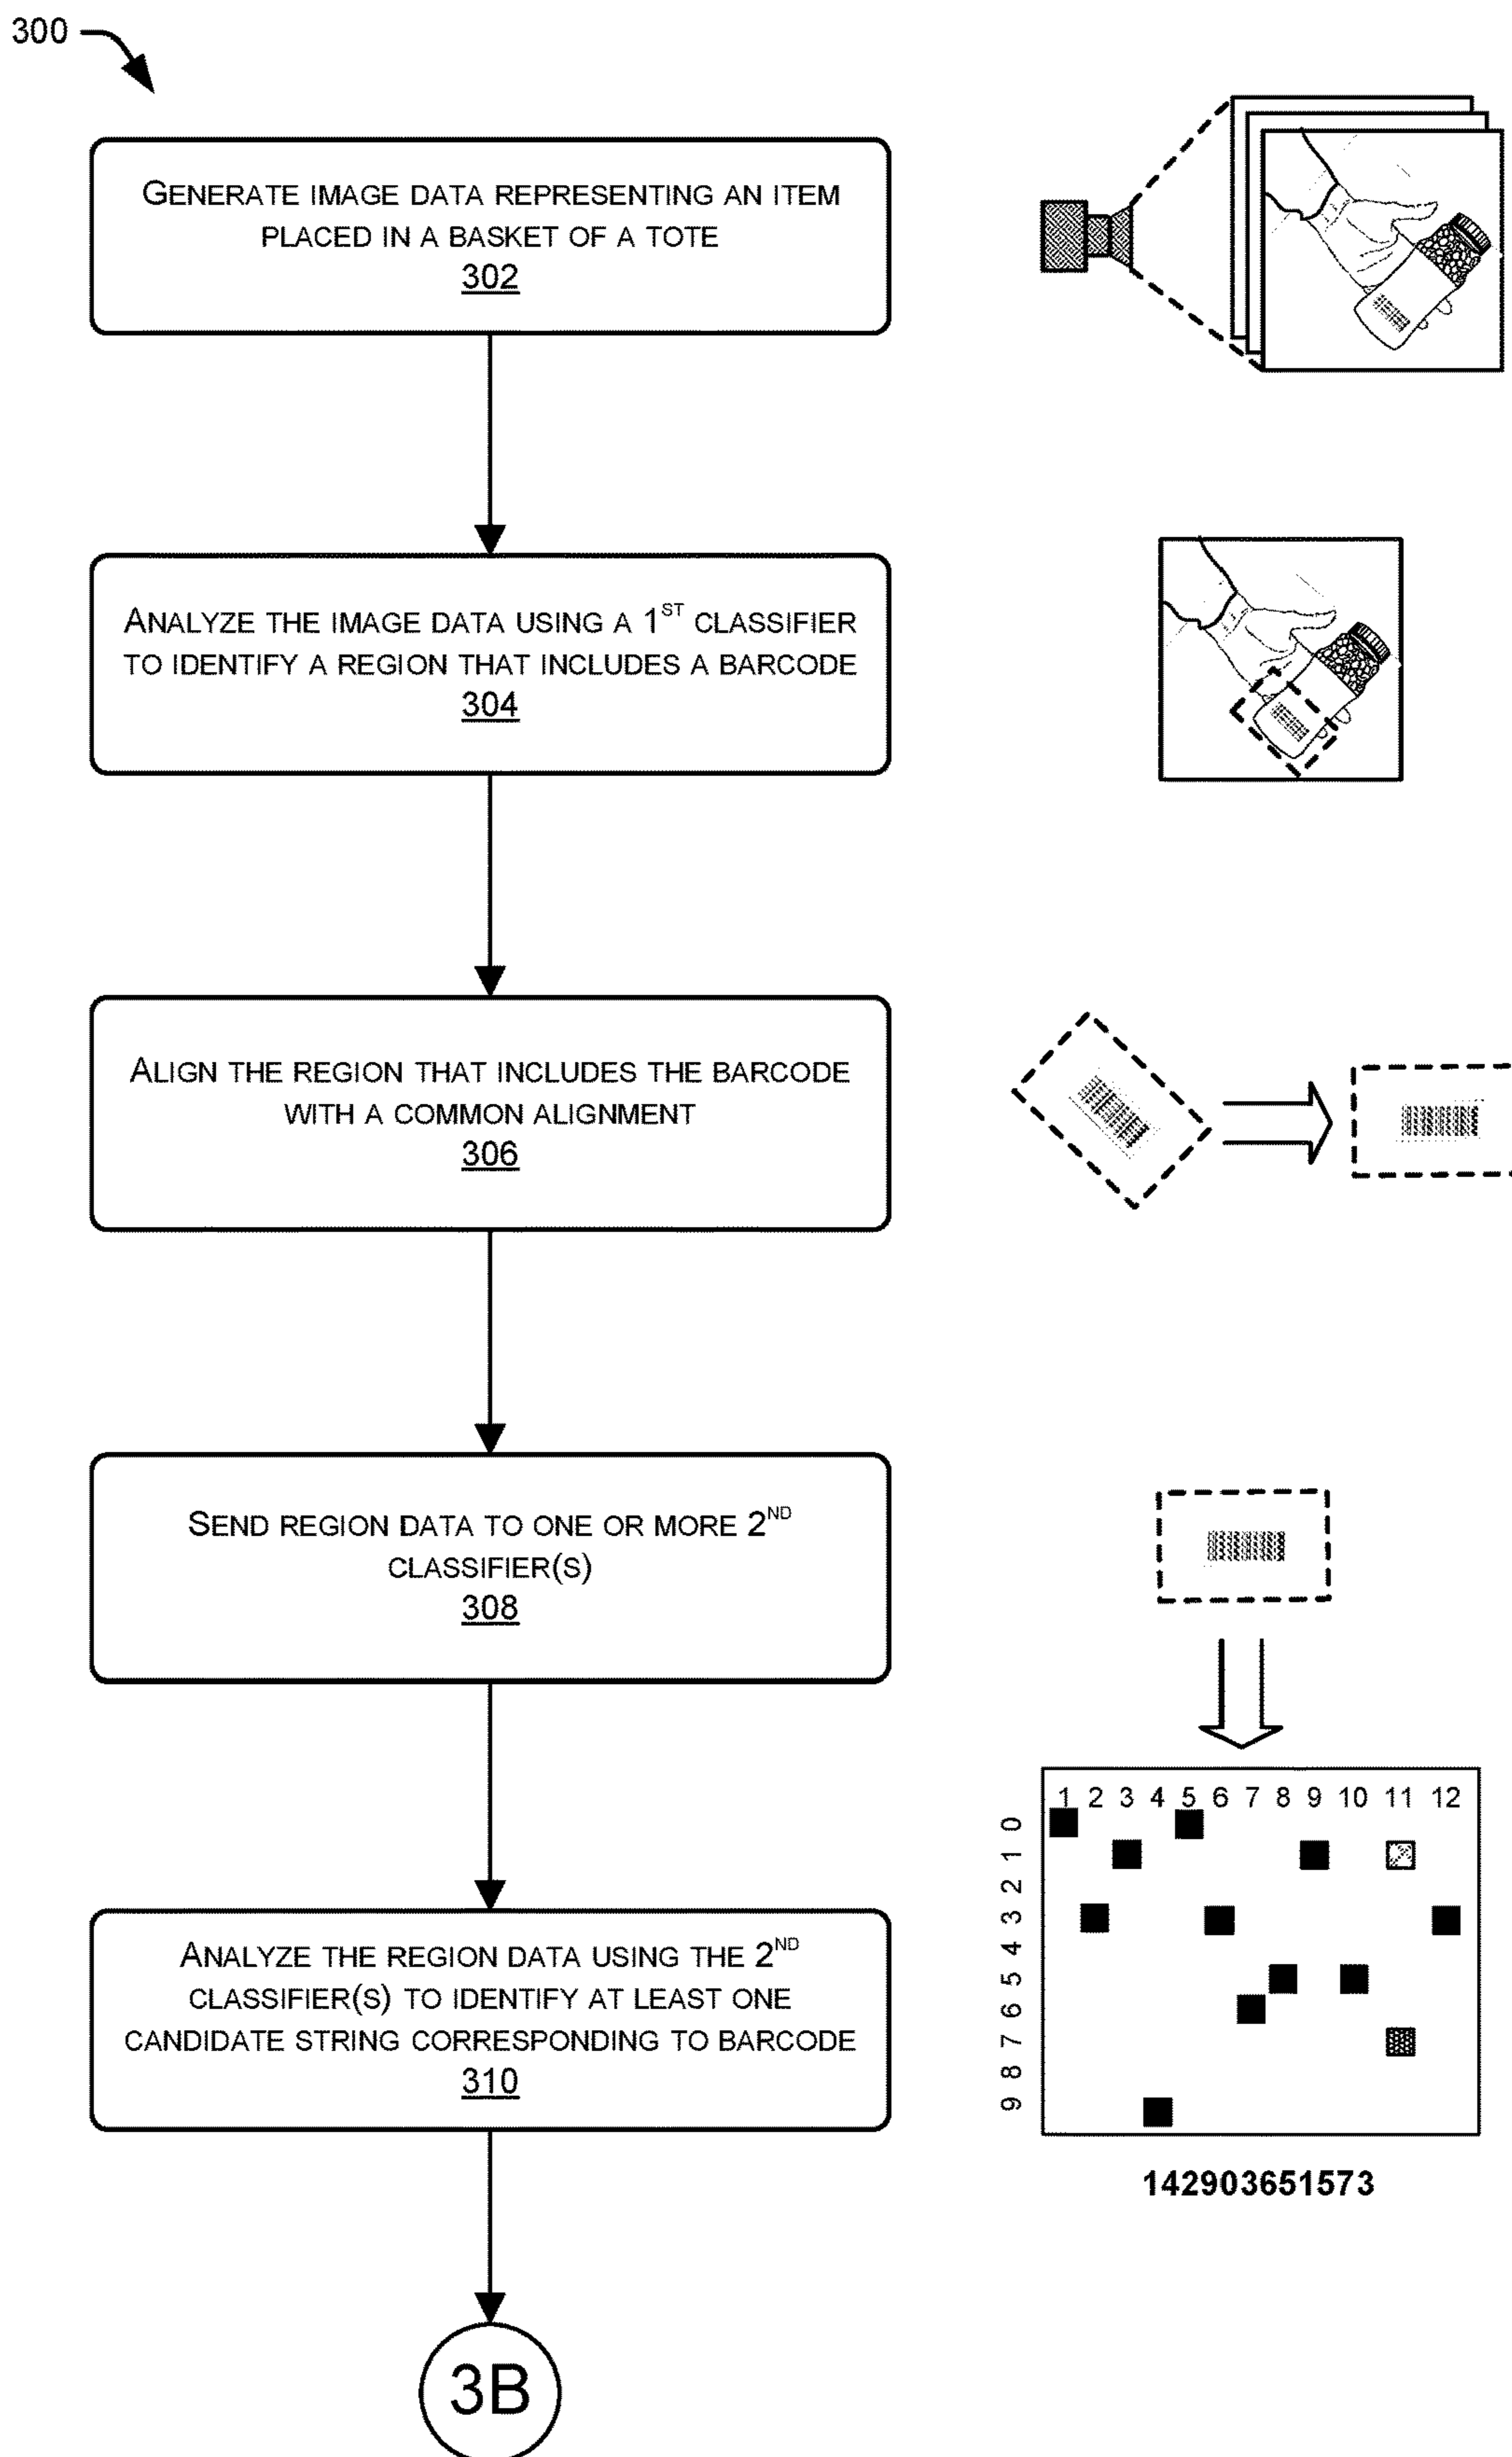 300
GENERATE IMAGE DATA REPRESENTING AN ITEM
PLACED IN A BASKET OF A TOTE
302
ANALYZE THE IMAGE DATA USING A 1ST CLASSIFIER
TO IDENTIFY A REGION THAT INCLUDES A BARCODE
304
ALIGN THE REGION THAT INCLUDES THE BARCODE
WITH A COMMON ALIGNMENT
306
SEND REGION DATA TO ONE OR MORE 2ND
CLASSIFIER(S)
308
ANALYZE THE REGION DATA USING THE 2ND
CLASSIFIER(S) TO IDENTIFY AT LEAST ONE
CANDIDATE STRING CORRESPONDING TO BARCODE
310
1 2 3 4 5 6 7 8 9 10 11 12
0
1
2
3
4
5
6
7
8
9
142903651573
3B